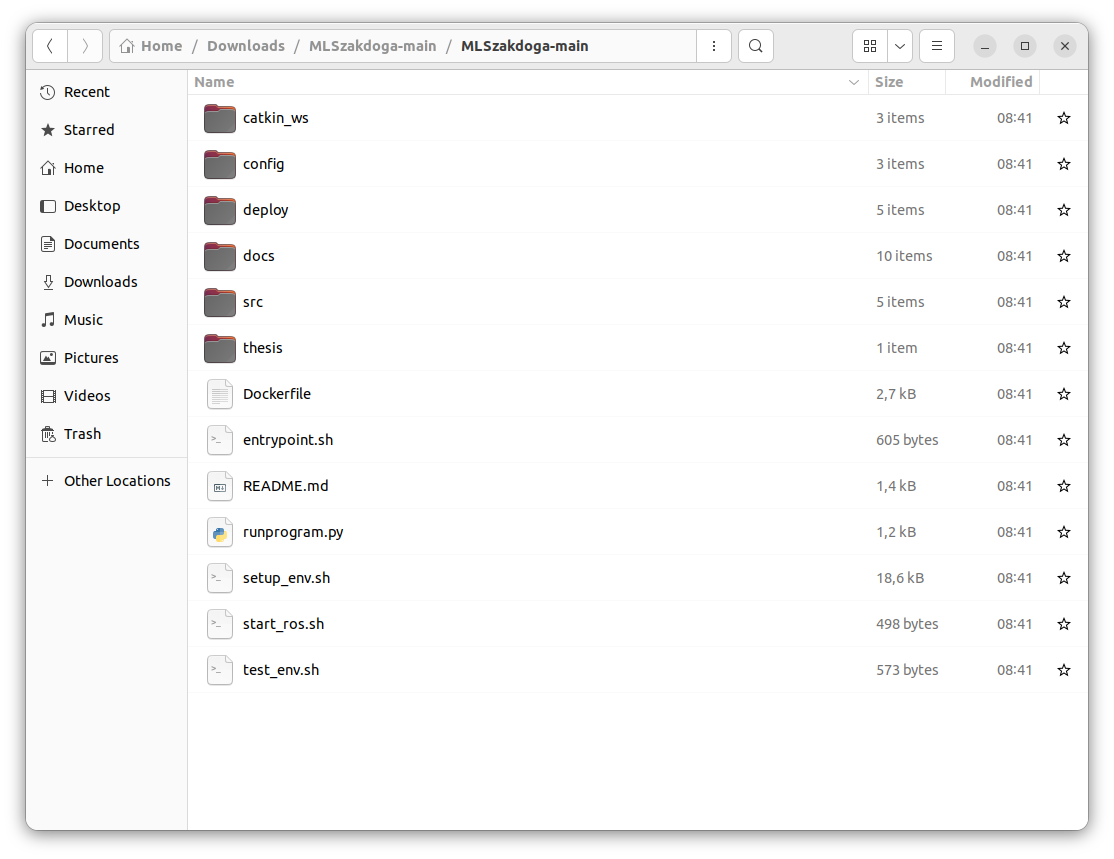 Home / Downloads / MLSzakdoga-main / MLSzakdoga-main
Name Size Modified
Recent
Starred
Home
Desktop
Documents
Downloads
Music
Pictures
Videos
Trash
Other Locations
catkin_ws 3 items 08:41
config 3 items 08:41
deploy 5 items 08:41
docs 10 items 08:41
src 5 items 08:41
thesis 1 item 08:41
Dockerfile 2,7 kB 08:41
entrypoint.sh 605 bytes 08:41
README.md 1,4 kB 08:41
runprogram.py 1,2 kB 08:41
setup_env.sh 18,6 kB 08:41
start_ros.sh 498 bytes 08:41
test_env.sh 573 bytes 08:41